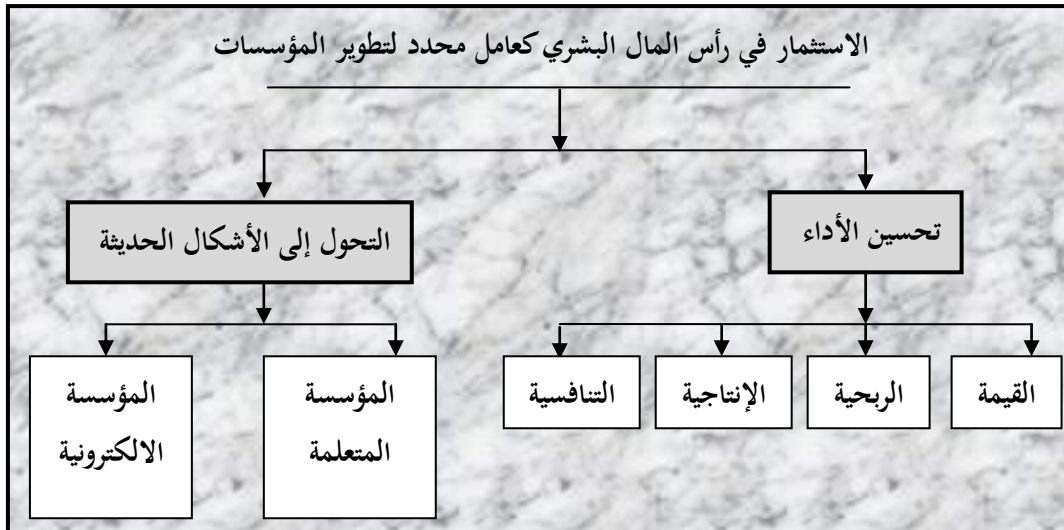 الاستثمار في رأس المال البشري كعامل محدد لتطوير المؤسسات
تحسين الأداء
التحول إلى الأشكال الحديثة
القيمة
الربحية
الإنتاجية
التنافسية
المؤسسة
المتعلمة
المؤسسة
الالكترونية